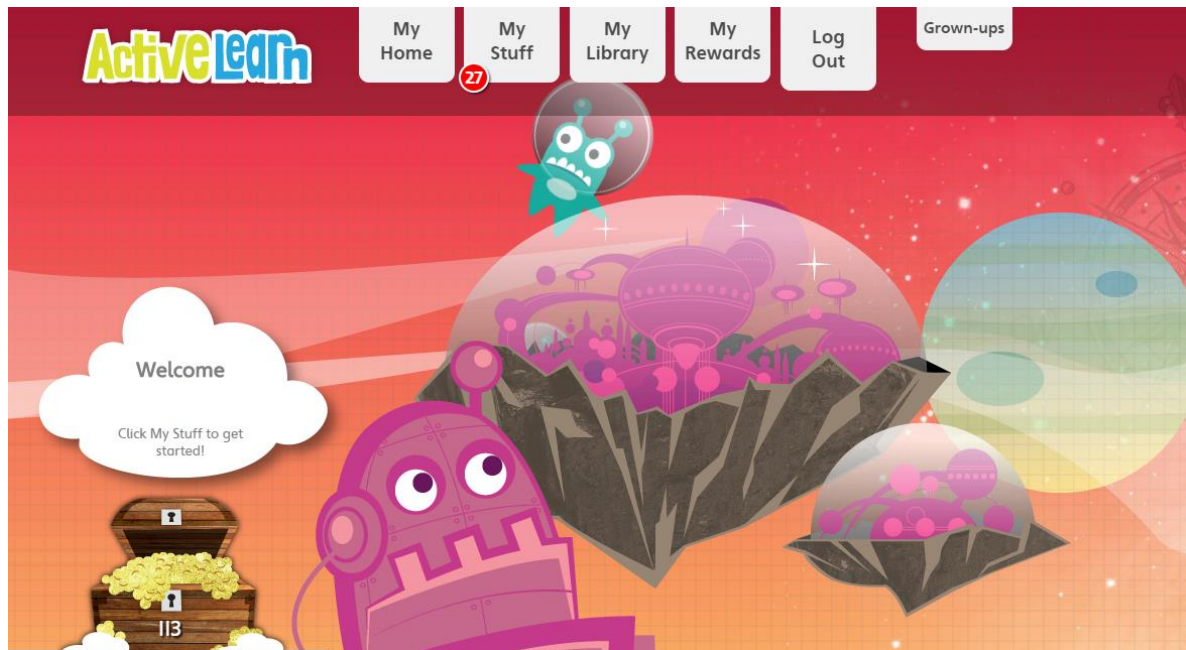 ActiveLearn
My
Home
My
Stuff
27
My
Library
My
Rewards
Log
Out
Grown-ups
Welcome
Click My Stuff to get
started!
113